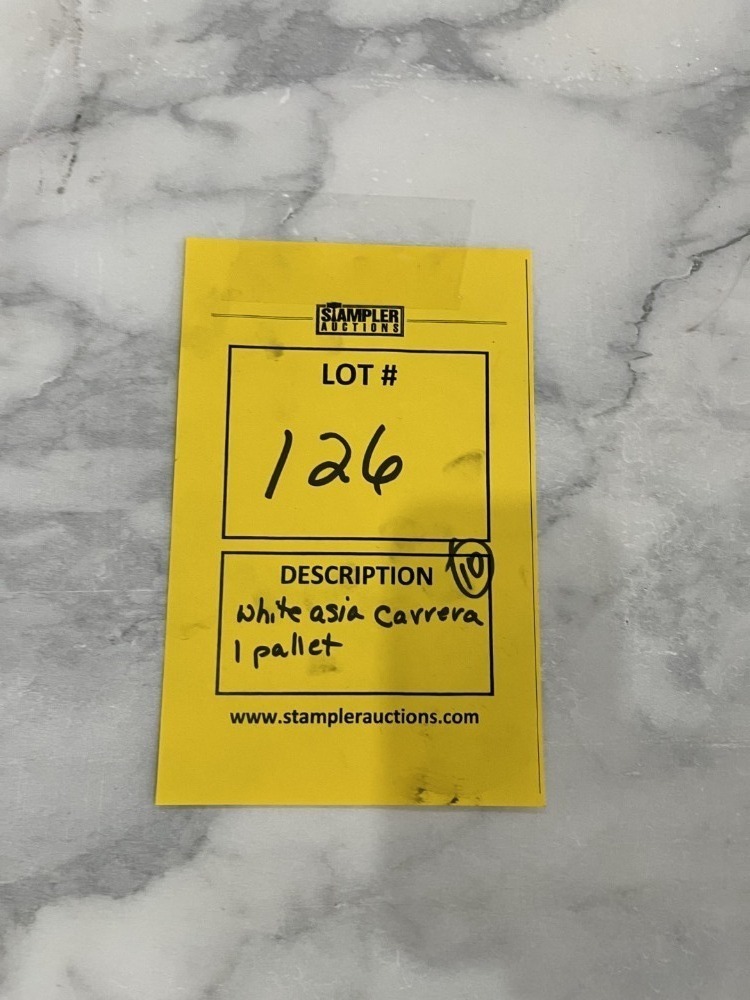 STAMPLER
AUCTIONS
LOT #
126
10
DESCRIPTION
white asia Carrera
1 pallet
www.stamplerauctions.com